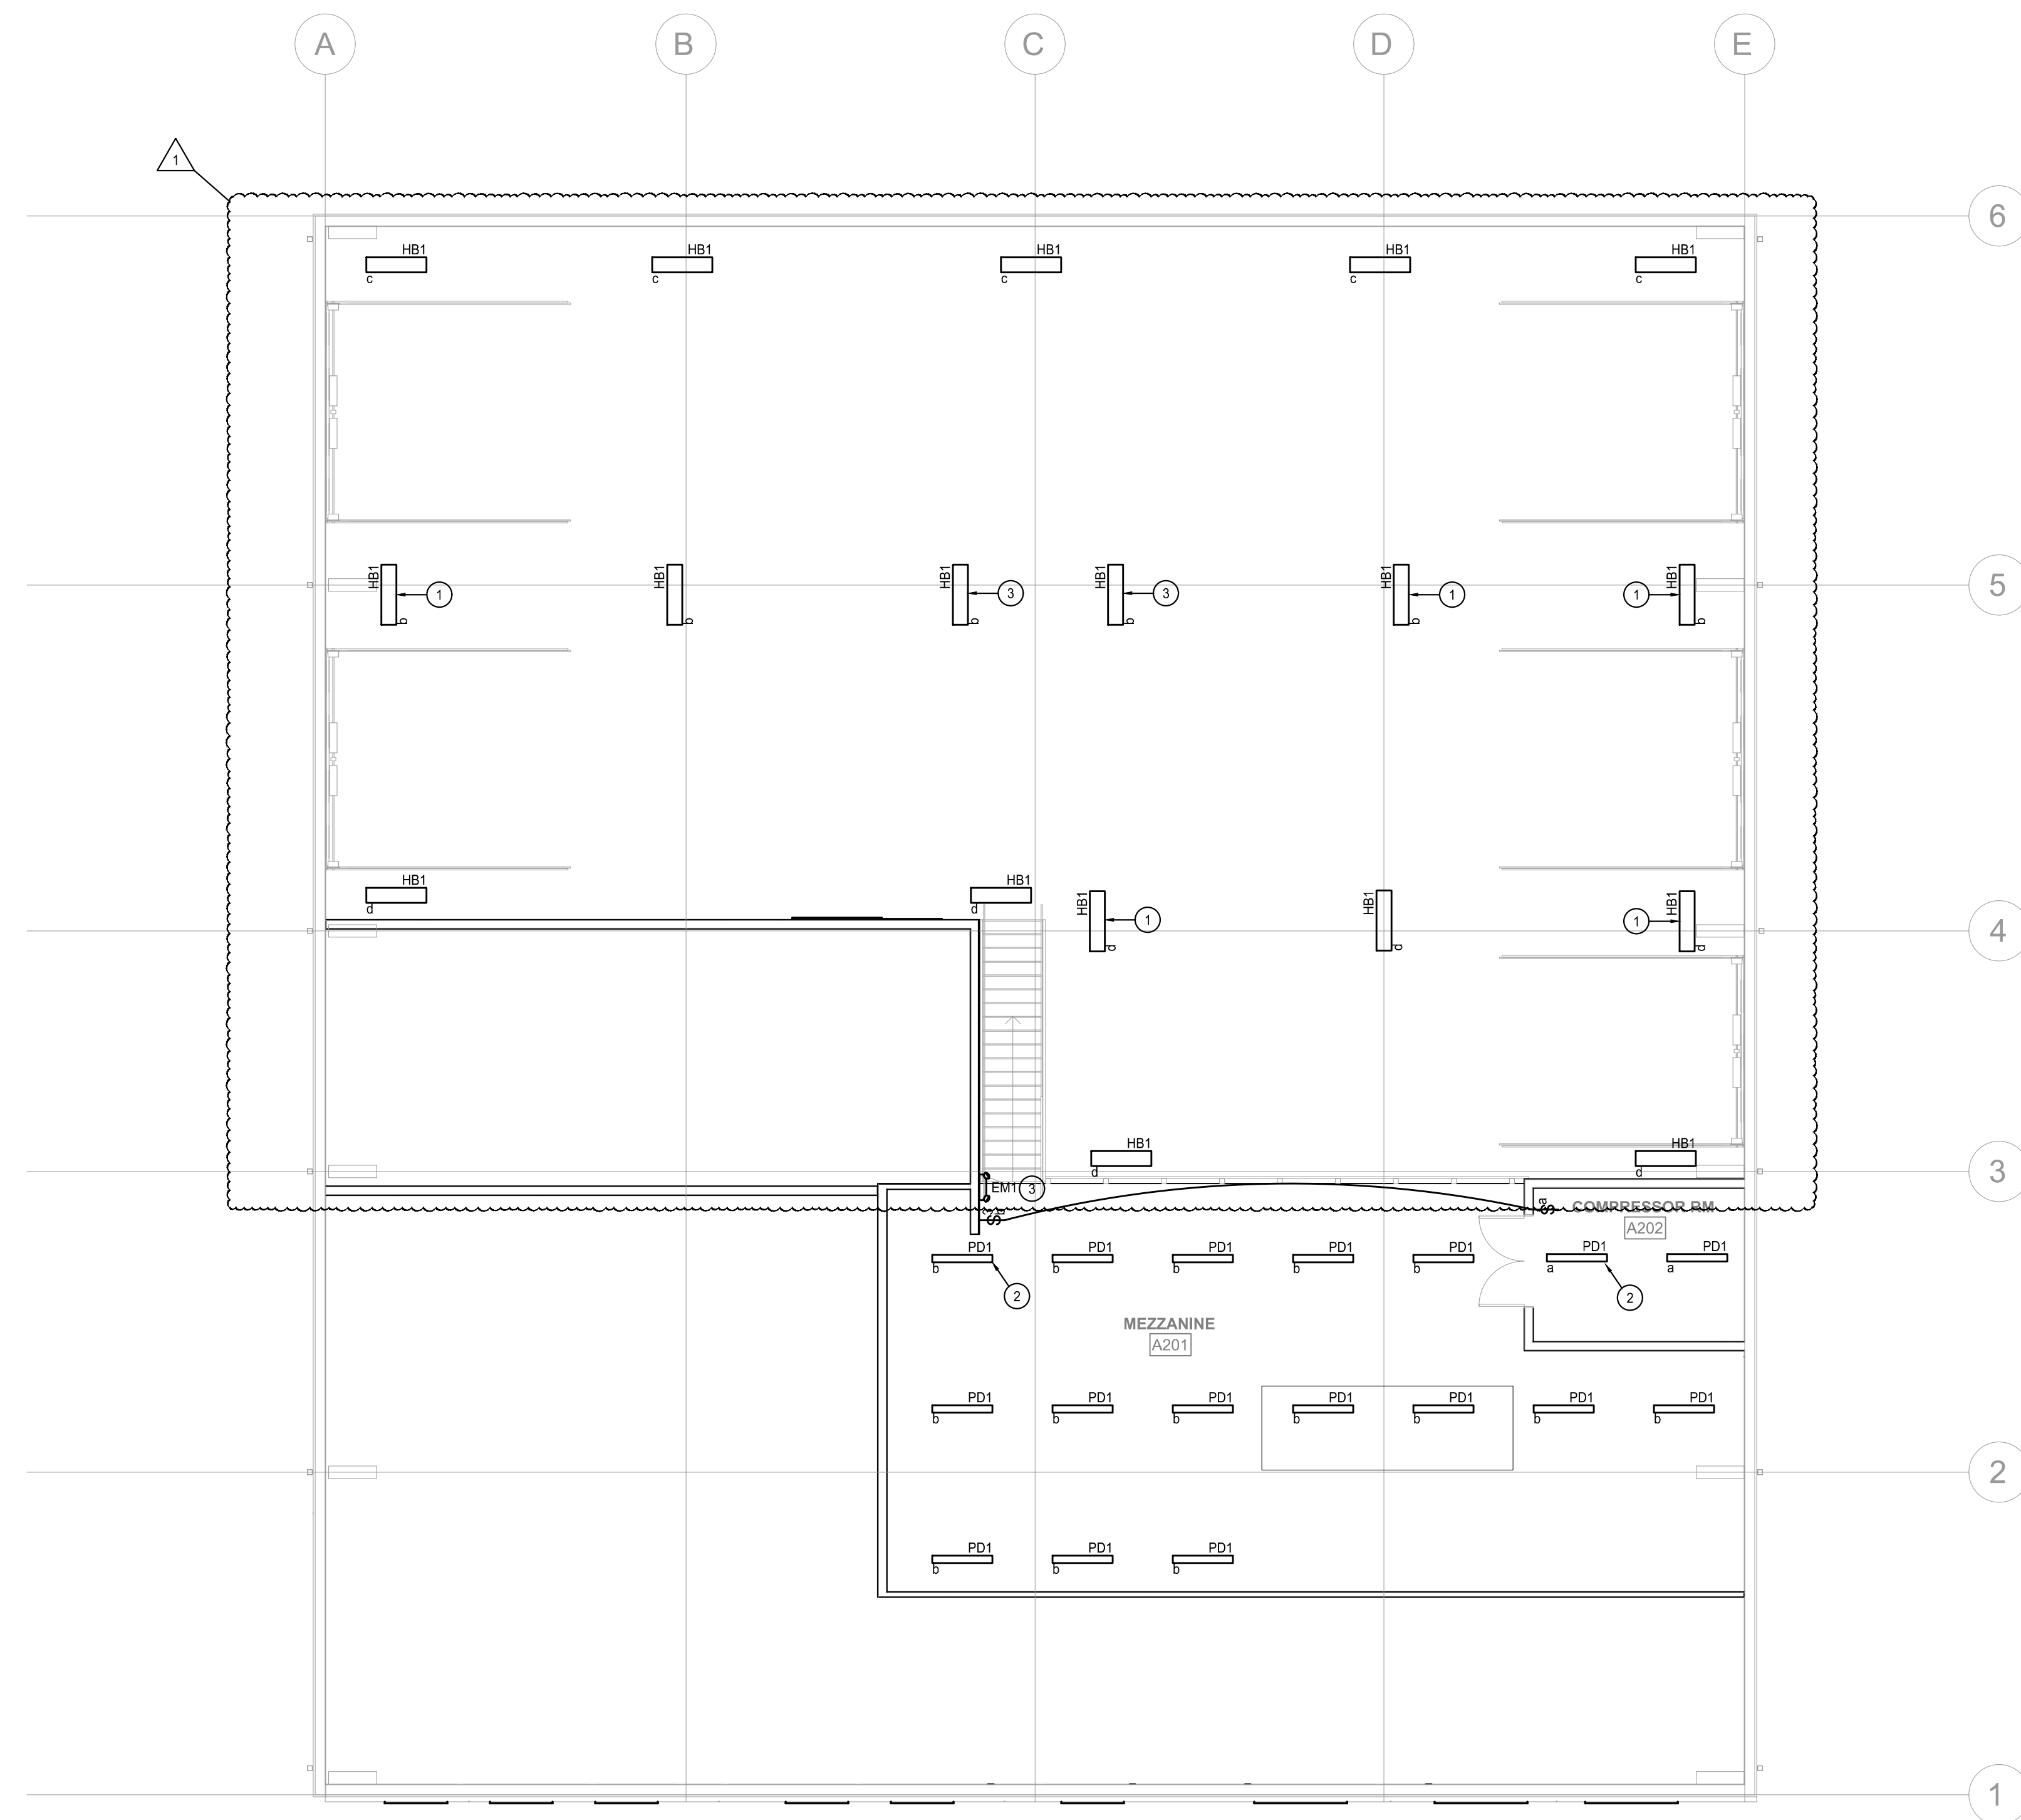 A B C D E
1
6
HB1 HB1 HB1 HB1 HB1
c c c c c
HB1 HB1 HB1 HB1 HB1 HB1
1 3 3 1 1
5
b b b b b b
HB1 HB1 HB1 HB1 HB1
d d
1 1
4
d d d
HB1 HB1
d d
3
EM1 3
S a
S b
COMPRESSOR RM
A202
PD1 PD1 PD1 PD1 PD1 PD1 PD1
b b b b b a a
2 2
MEZZANINE
A201
PD1 PD1 PD1 PD1 PD1 PD1 PD1
b b b b b b b
2
PD1 PD1 PD1
b b b
1